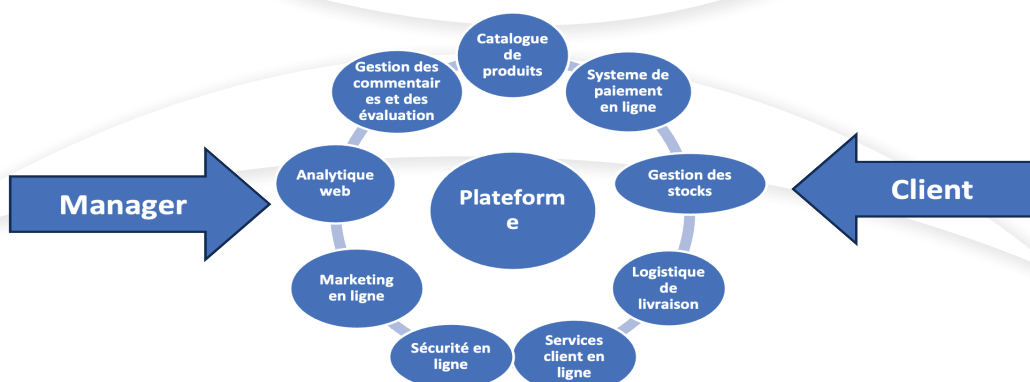 Catalogue
de
produits
Systeme de
paiement
en ligne
Gestion des
stocks
Logistique
de
livraison
Services
client en
ligne
Sécurité en
ligne
Marketing
en ligne
Analytique
web
Gestion des
commentair
es et des
évaluation
Plateform
e
Manager
Client